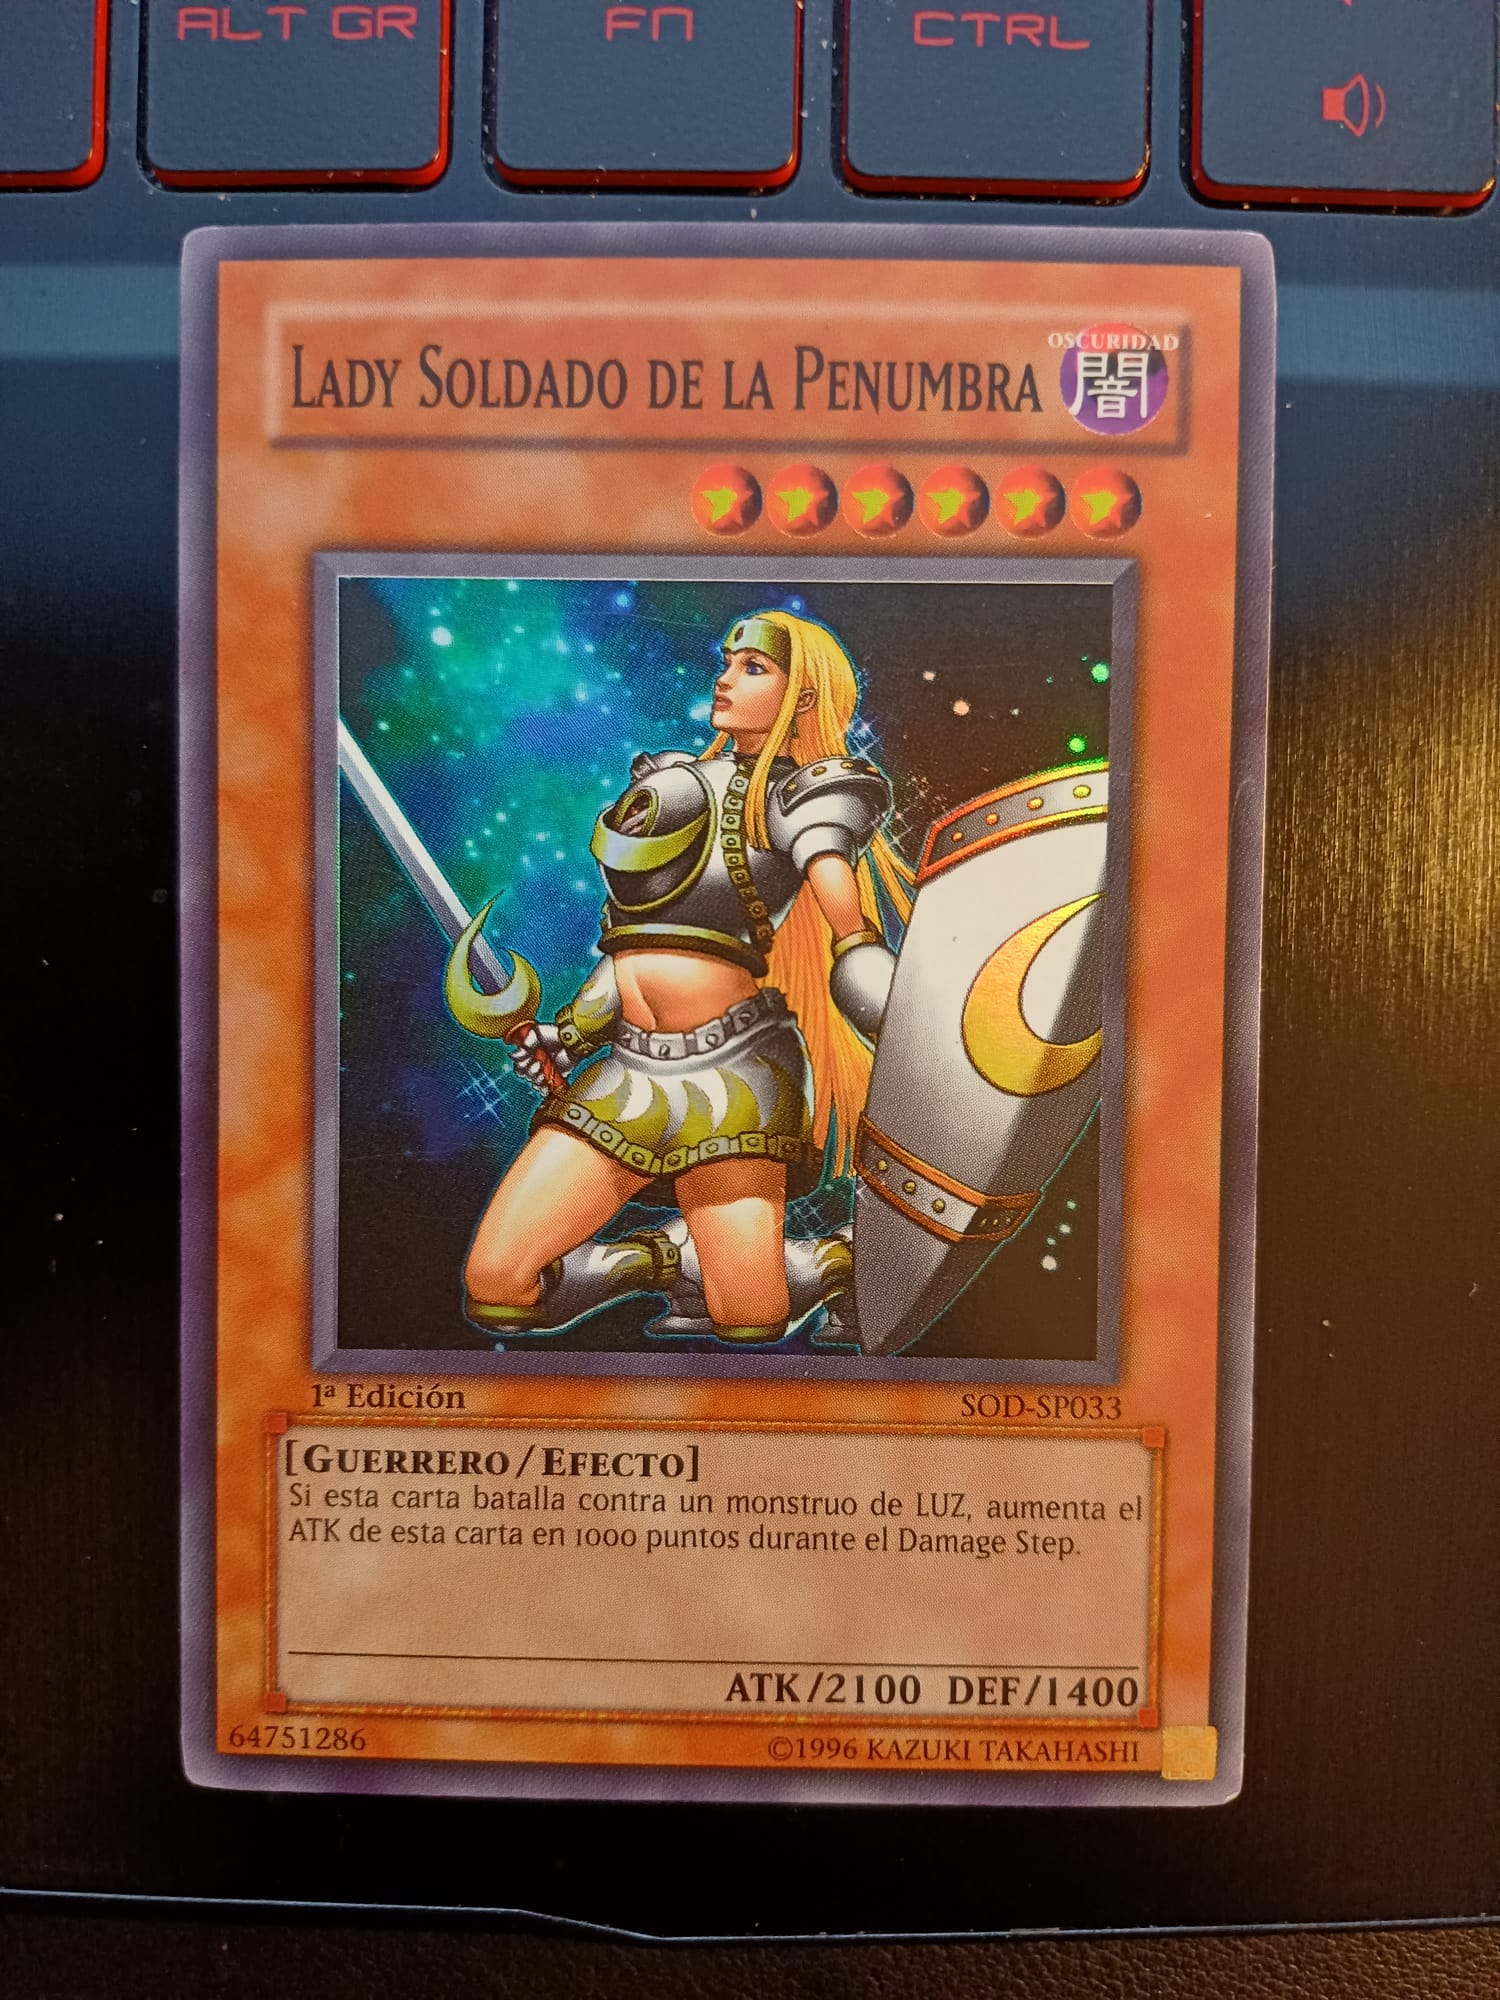 ALT GR
FN
CTRL
LADY SOLDADO DE LA PENUMBRA
OSCURIDAD
闇
1ª Edición
SOD-SP033
[GUERRERO/EFECTO]
Si esta carta batalla contra un monstruo de LUZ, aumenta el
ATK de esta carta en 1000 puntos durante el Damage Step.
ATK/2100 DEF/1400
64751286
©1996 KAZUKI TAKAHASHI